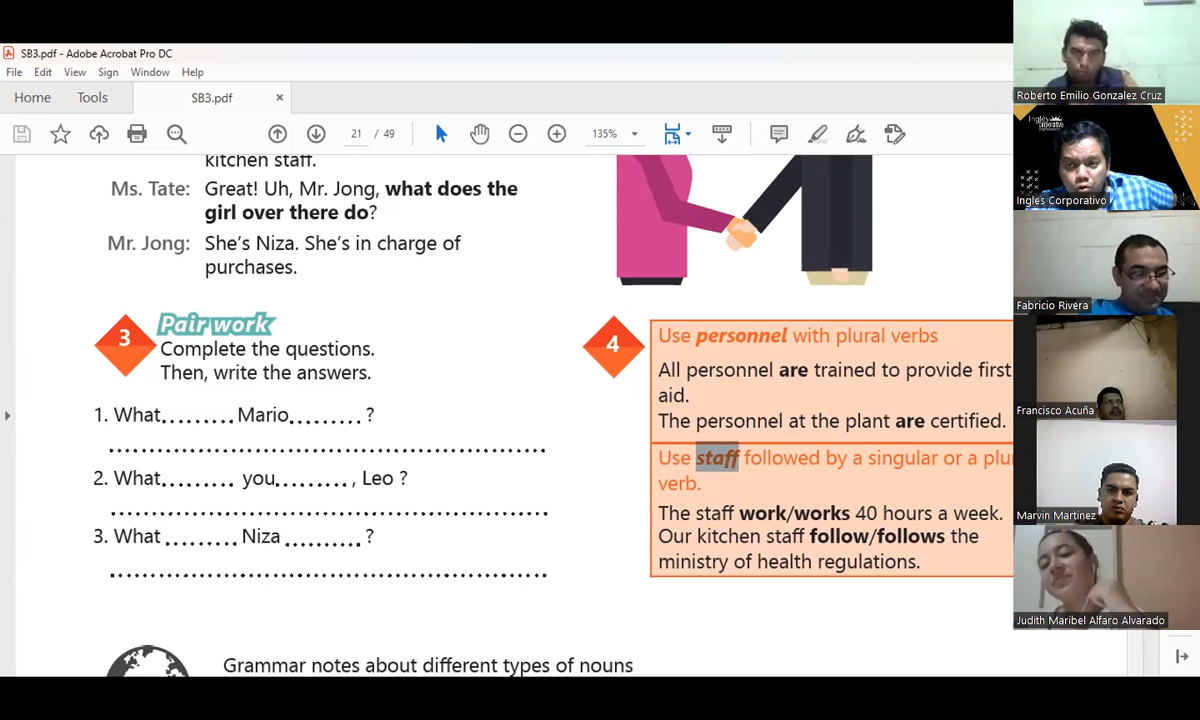 SB3.pdf - Adobe Acrobat Pro DC
File Edit View Sign Window Help
Home Tools SB3.pdf ×
21 / 49 135%
kitchen staff.
Ms. Tate: Great! Uh, Mr. Jong, what does the
girl over there do?
Mr. Jong: She's Niza. She's in charge of
purchases.
3 Pair work
Complete the questions.
Then, write the answers.
1. What......... Mario......... ?
2. What......... you........., Leo ?
3. What ......... Niza ......... ?
4
Use personnel with plural verbs
All personnel are trained to provide first
aid.
The personnel at the plant are certified.
Use staff followed by a singular or a plu
verb.
The staff work/works 40 hours a week.
Our kitchen staff follow/follows the
ministry of health regulations.
Grammar notes about different types of nouns
Roberto Emilio Gonzalez Cruz
Inglés
Corporativo
Ingles Corporativo
Fabricio Rivera
Francisco Acuña
Marvin Martinez
Judith Maribel Alfaro Alvarado